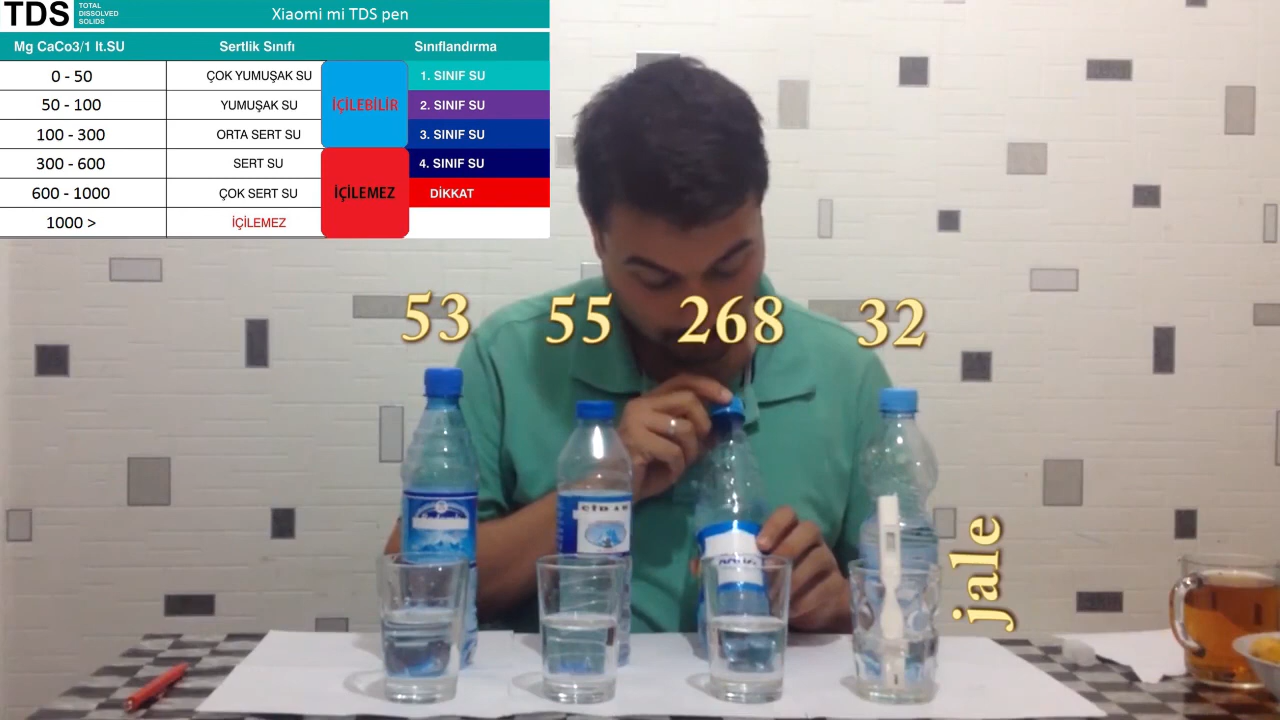 TDS TOTAL
DISSOLVED
SOLIDS
Xiaomi mi TDS pen
Mg CaCo3/1 lt.SU Sertlik Sınıfı Sınıflandırma
0 - 50 ÇOK YUMUŞAK SU 1. SINIF SU
50 - 100 YUMUŞAK SU İÇİLEBİLİR 2. SINIF SU
100 - 300 ORTA SERT SU 3. SINIF SU
300 - 600 SERT SU 4. SINIF SU
600 - 1000 ÇOK SERT SU İÇİLEMEZ DİKKAT
1000 > İÇİLEMEZ
53 55 268 32
jale